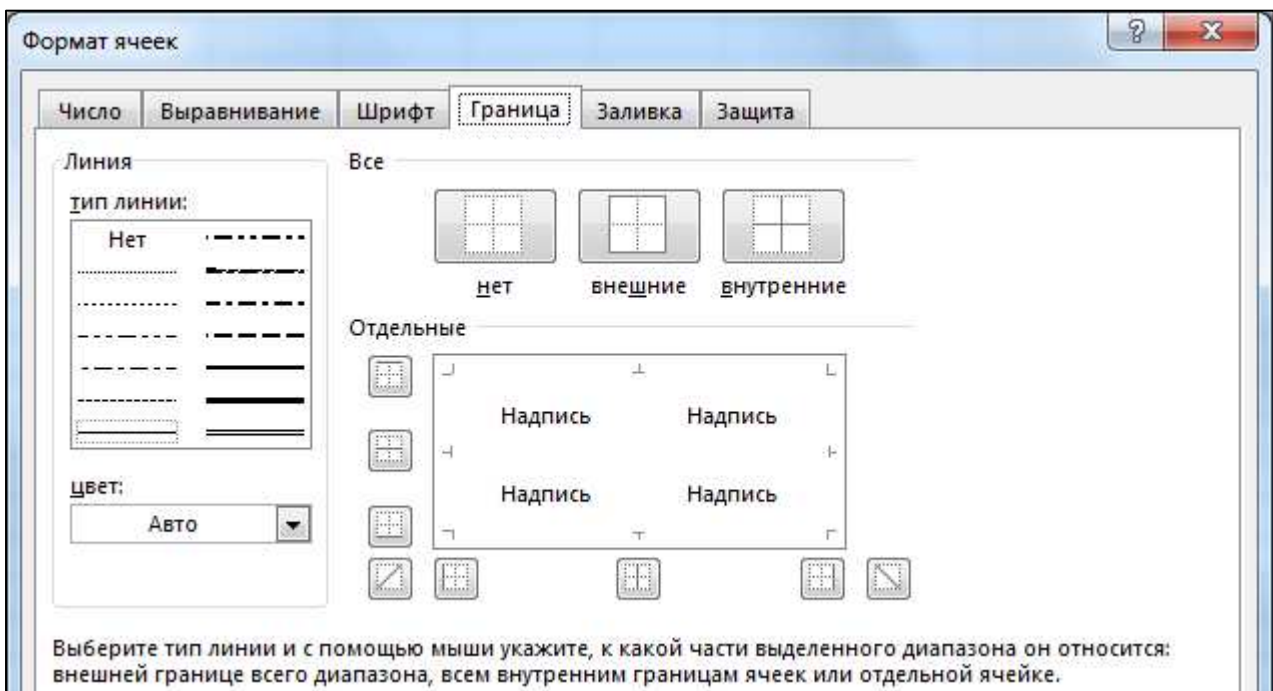 Формат ячеек
Число Выравнивание Шрифт Граница Заливка Защита
Линия
тип линии:
Нет
цвет:
Авто
Все
нет внешние внутренние
Отдельные
Надпись Надпись
Надпись Надпись
Выберите тип линии и с помощью мыши укажите, к какой части выделенного диапазона он относится:
внешней границе всего диапазона, всем внутренним границам ячеек или отдельной ячейке.